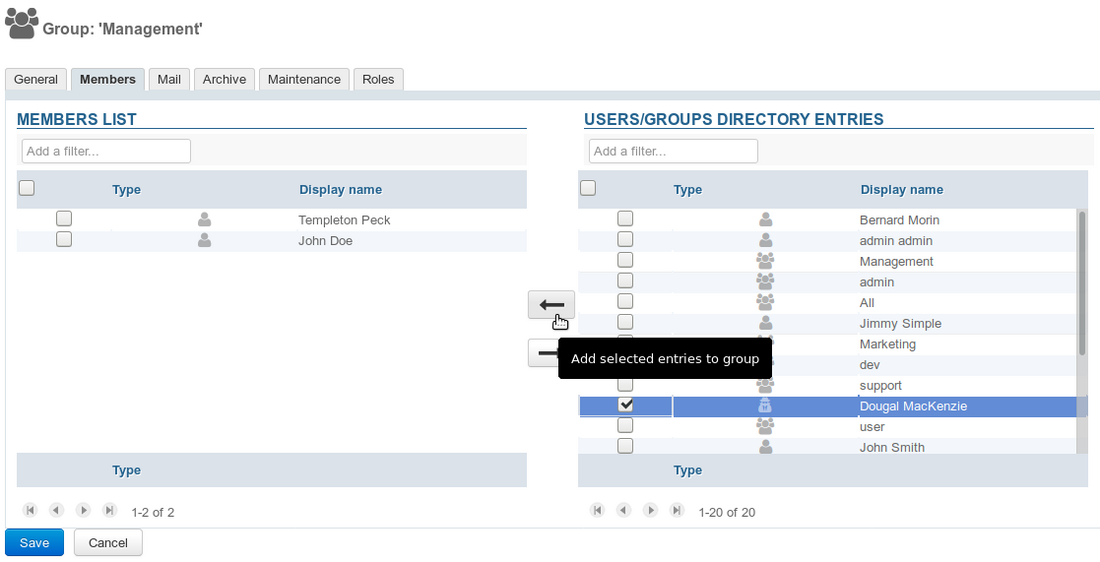 Group: 'Management'
General Members Mail Archive Maintenance Roles
MEMBERS LIST
Add a filter...
Type Display name
Templeton Peck
John Doe
Type
1-2 of 2
USERS/GROUPS DIRECTORY ENTRIES
Add a filter...
Type Display name
Bernard Morin
admin admin
Management
admin
All
Jimmy Simple
Marketing
dev
support
Dougal MacKenzie
user
John Smith
Type
1-20 of 20
Add selected entries to group
Save Cancel